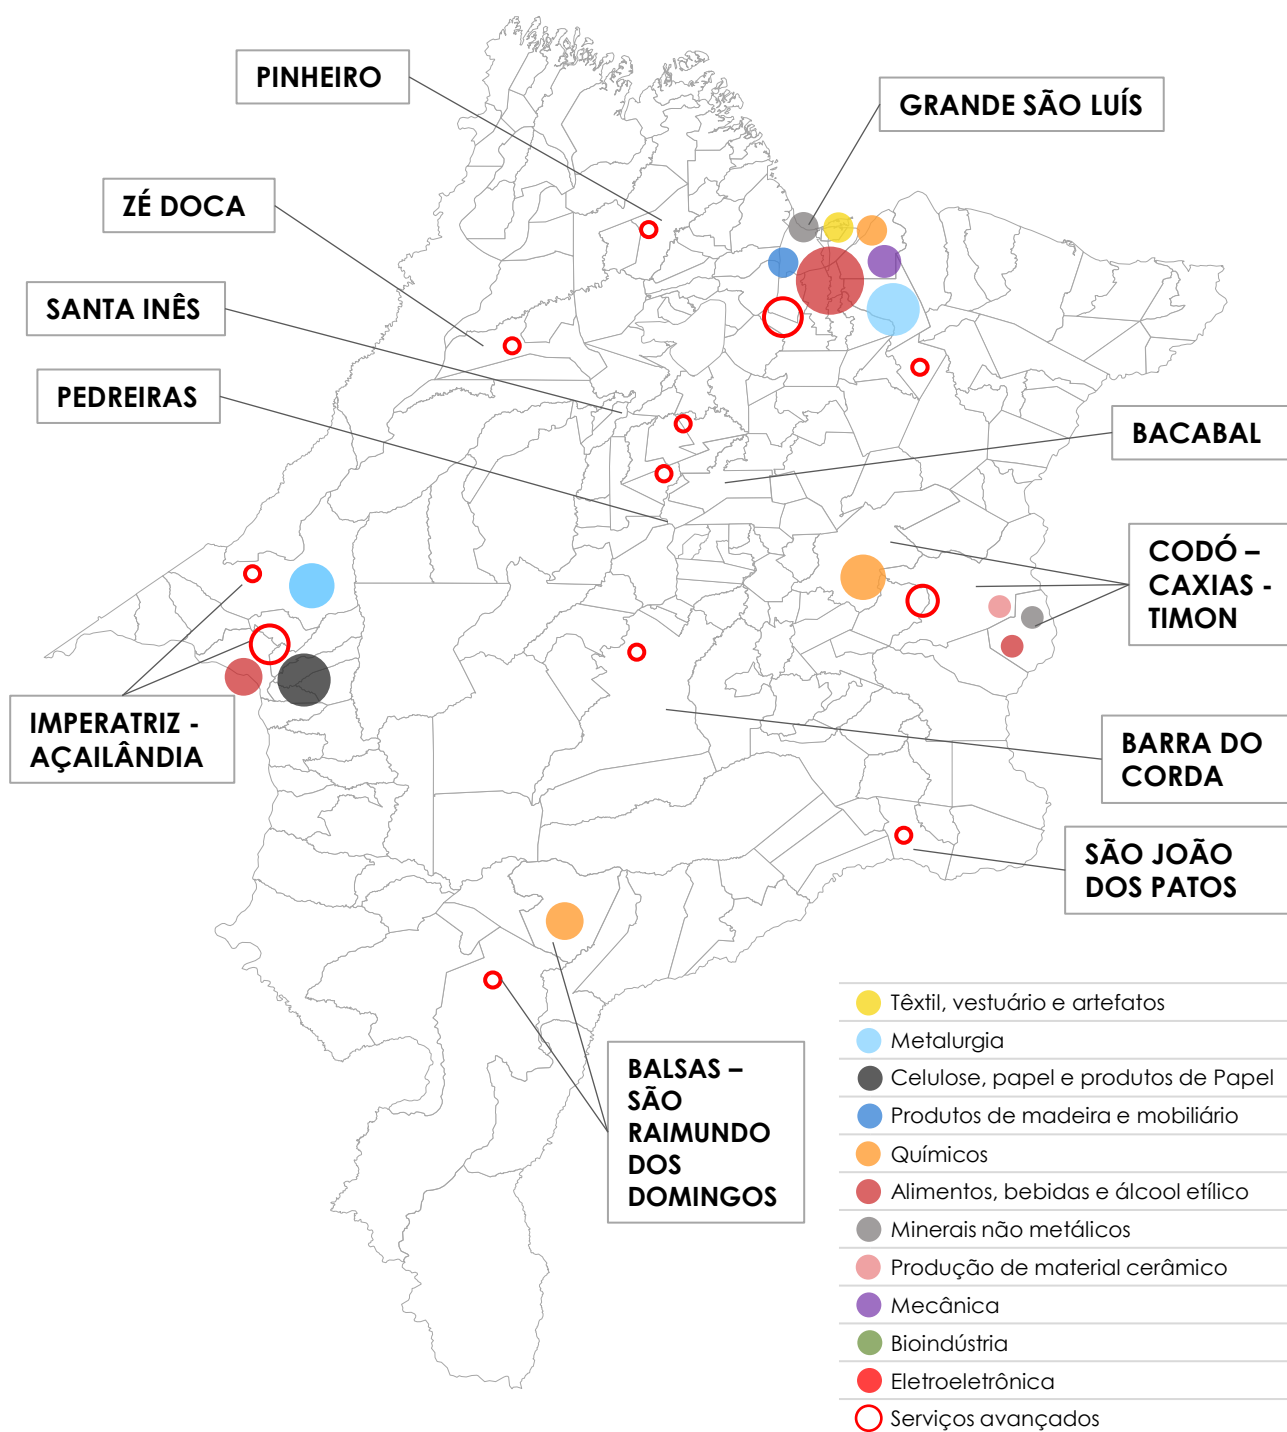 PINHEIRO
GRANDE SÃO LUÍS
ZÉ DOCA
SANTA INÊS
PEDREIRAS
BACABAL
CODÓ –
CAXIAS -
TIMON
IMPERATRIZ -
AÇAILÂNDIA
BARRA DO
CORDA
SÃO JOÃO
DOS PATOS
BALSAS –
SÃO
RAIMUNDO
DOS
DOMINGOS
Têxtil, vestuário e artefatos
Metalurgia
Celulose, papel e produtos de Papel
Produtos de madeira e mobiliário
Químicos
Alimentos, bebidas e álcool etílico
Minerais não metálicos
Produção de material cerâmico
Mecânica
Bioindústria
Eletroeletrônica
Serviços avançados